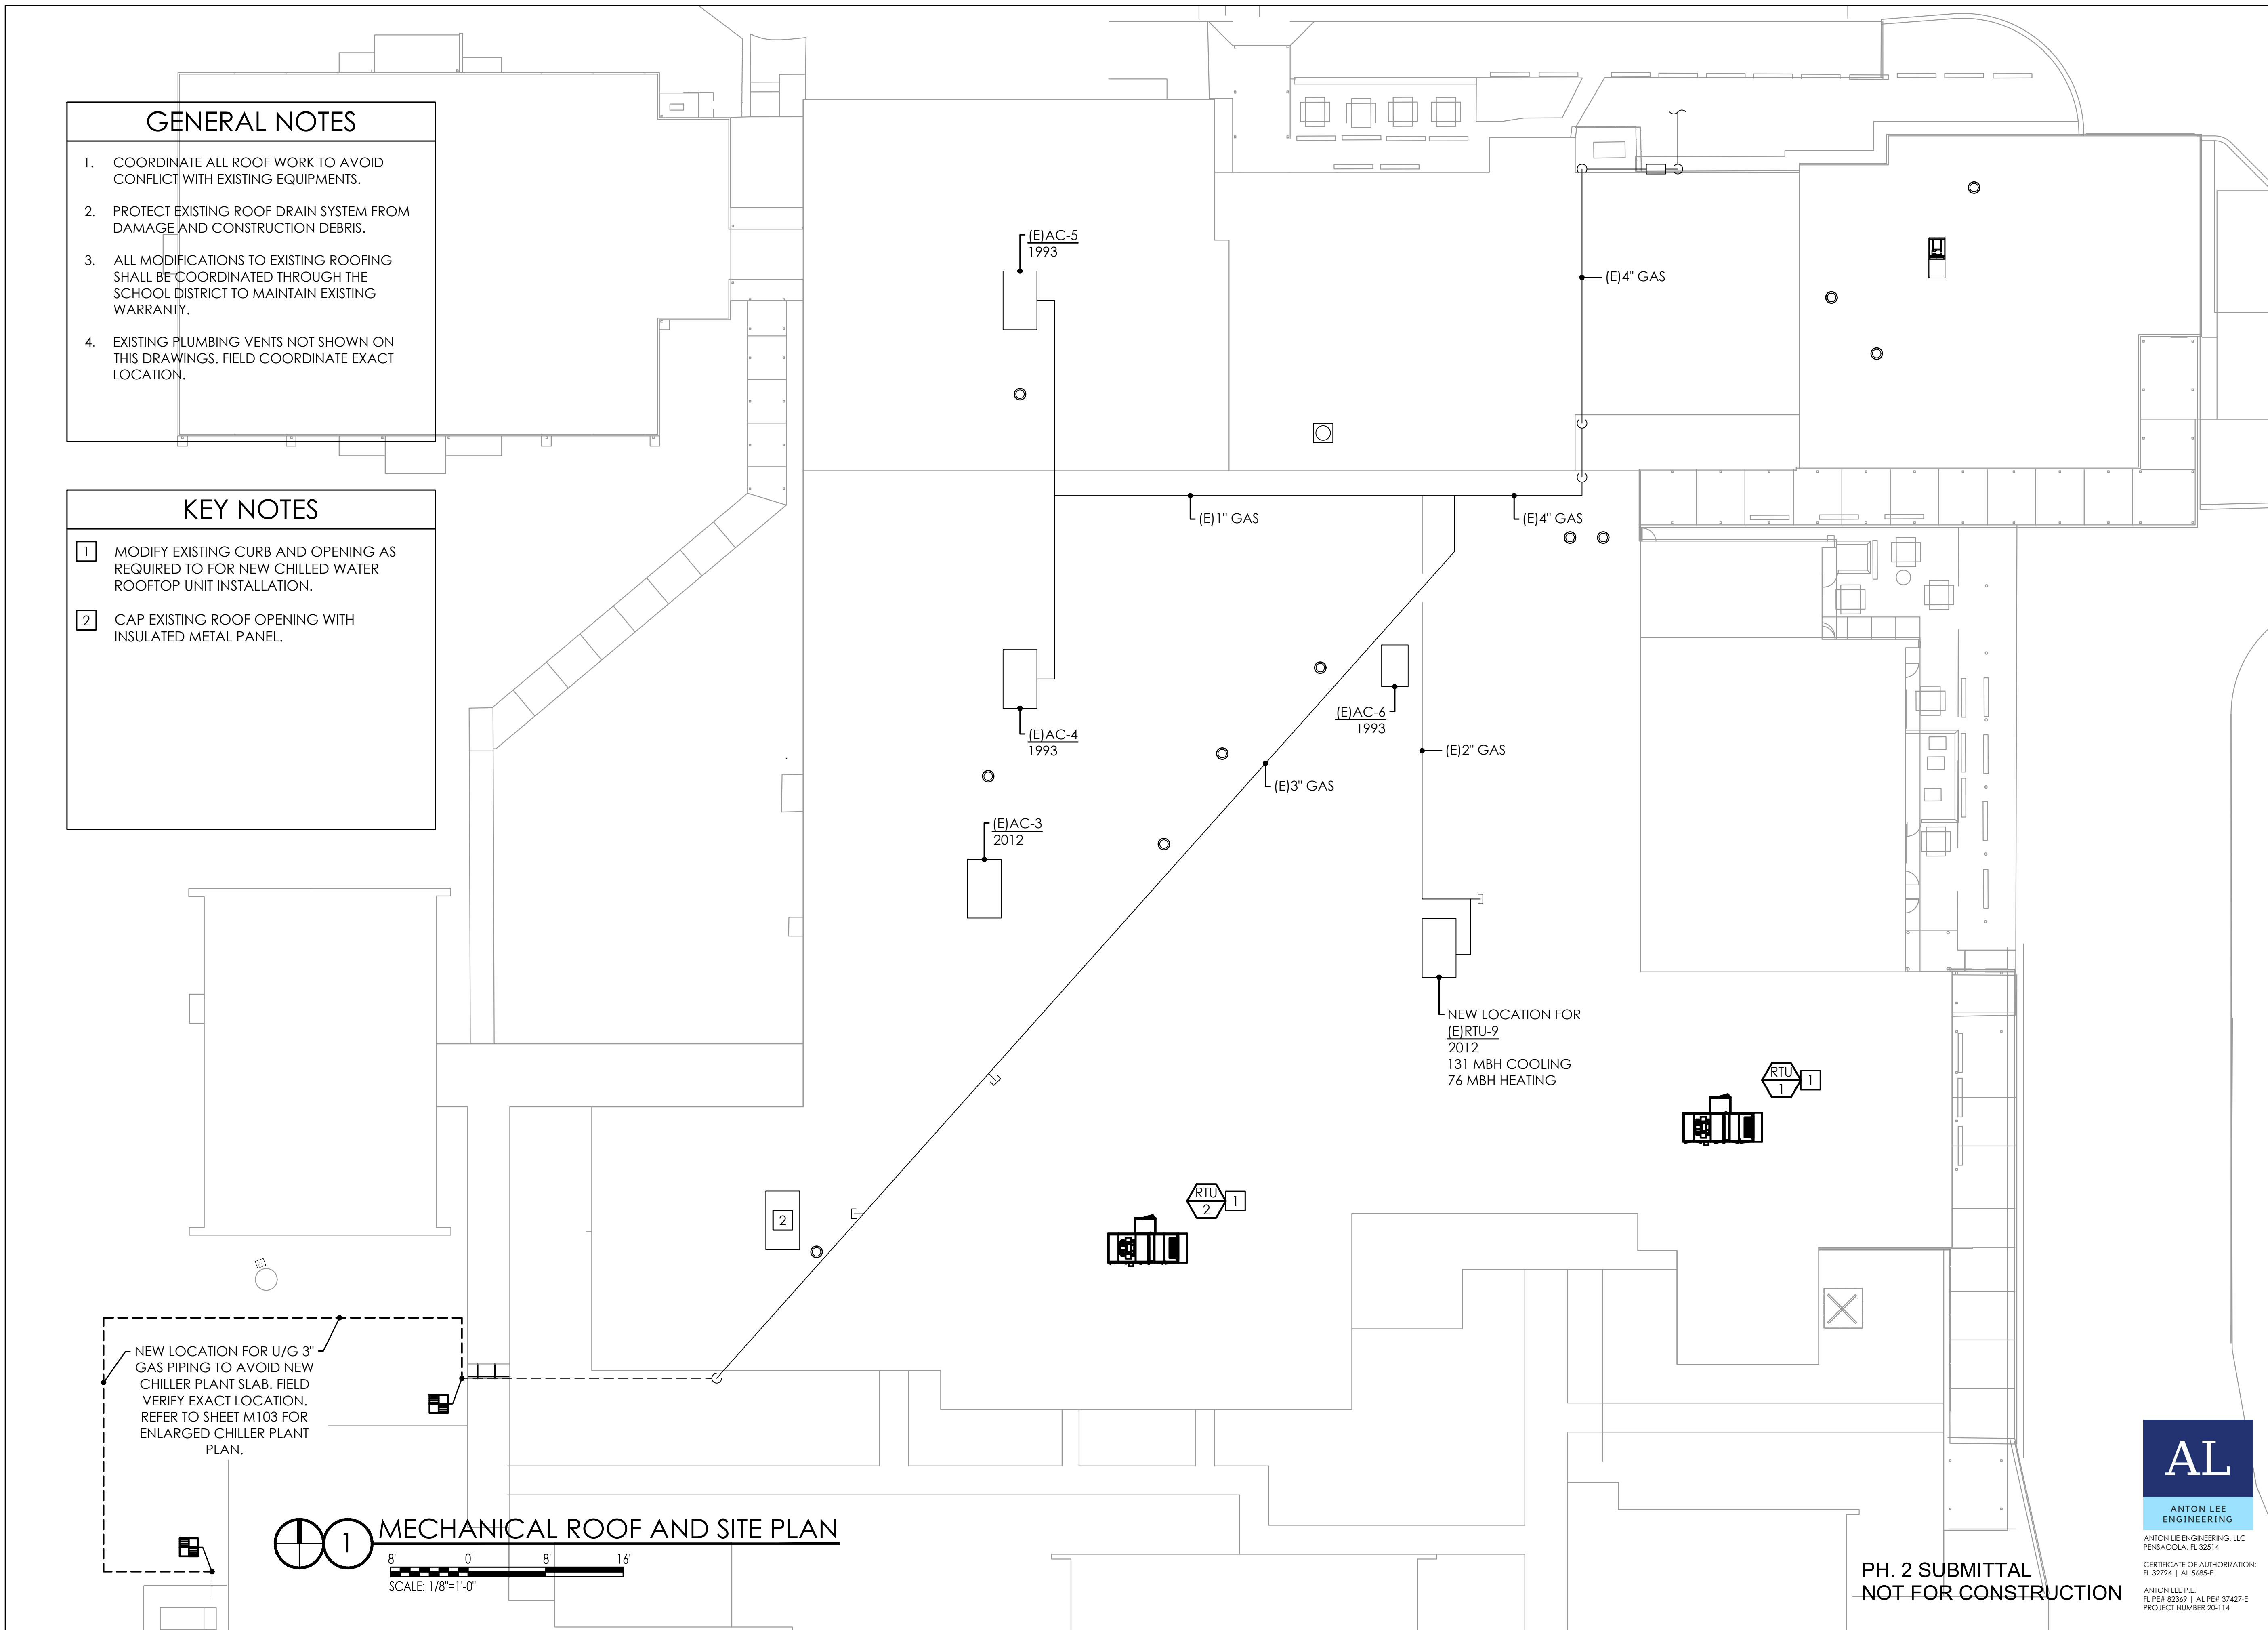 GENERAL NOTES
1. COORDINATE ALL ROOF WORK TO AVOID
CONFLICT WITH EXISTING EQUIPMENTS.
2. PROTECT EXISTING ROOF DRAIN SYSTEM FROM
DAMAGE AND CONSTRUCTION DEBRIS.
3. ALL MODIFICATIONS TO EXISTING ROOFING
SHALL BE COORDINATED THROUGH THE
SCHOOL DISTRICT TO MAINTAIN EXISTING
WARRANTY.
4. EXISTING PLUMBING VENTS NOT SHOWN ON
THIS DRAWINGS. FIELD COORDINATE EXACT
LOCATION.
KEY NOTES
1 MODIFY EXISTING CURB AND OPENING AS
REQUIRED TO FOR NEW CHILLED WATER
ROOFTOP UNIT INSTALLATION.
2 CAP EXISTING ROOF OPENING WITH
INSULATED METAL PANEL.
(E)AC-5
1993
(E)4" GAS
(E)1" GAS
(E)4" GAS
(E)AC-4
1993
(E)AC-6
1993
(E)2" GAS
(E)3" GAS
(E)AC-3
2012
NEW LOCATION FOR
(E)RTU-9
2012
131 MBH COOLING
76 MBH HEATING
RTU
1
1
RTU
2
1
2
NEW LOCATION FOR U/G 3"
GAS PIPING TO AVOID NEW
CHILLER PLANT SLAB. FIELD
VERIFY EXACT LOCATION.
REFER TO SHEET M103 FOR
ENLARGED CHILLER PLANT
PLAN.
1
MECHANICAL ROOF AND SITE PLAN
8' 0' 8' 16'
SCALE: 1/8"=1'-0"
PH. 2 SUBMITTAL
NOT FOR CONSTRUCTION
AL
ANTON LEE
ENGINEERING
ANTON LIE ENGINEERING, LLC
PENSACOLA, FL 32514
CERTIFICATE OF AUTHORIZATION:
FL 32794 | AL 5685-E
ANTON LEE P.E.
FL PE# 82369 | AL PE# 37427-E
PROJECT NUMBER 20-114